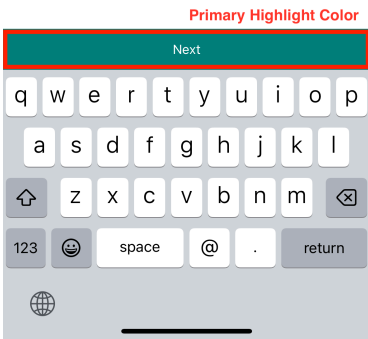 Primary Highlight Color
Next
q w e r t y u i o p
a s d f g h j k l
z x c v b n m
123 space @ . return